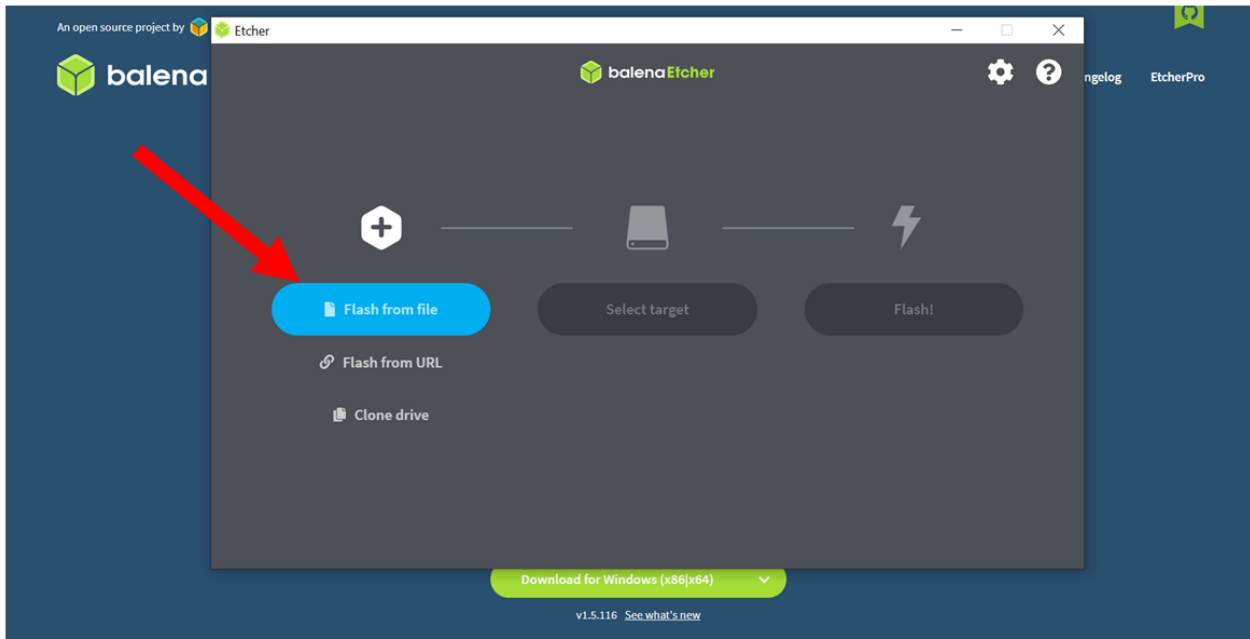 An open source project by
Etcher
balena
balenaEtcher
ngelog
EtcherPro
Flash from file
Select target
Flash!
Flash from URL
Clone drive
Download for Windows (x86|x64)
v1.5.116 See what's new